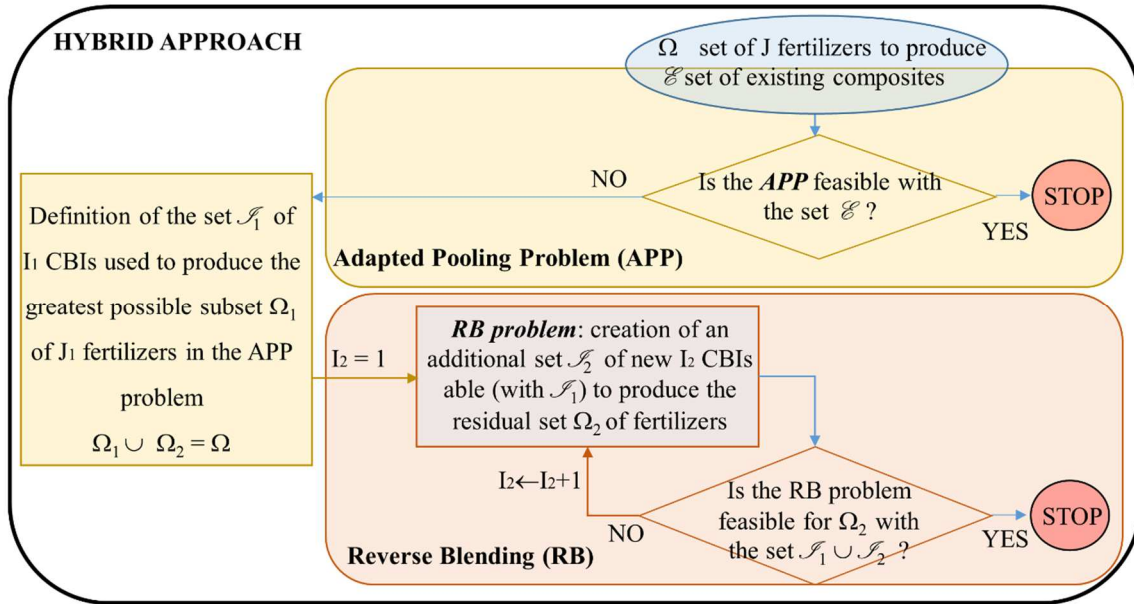 HYBRID APPROACH
Ω set of J fertilizers to produce
ℰ set of existing composites
Is the APP feasible with
the set ℰ ?
NO
YES
STOP
Adapted Pooling Problem (APP)
Definition of the set ℐ₁ of
I₁ CBIs used to produce the
greatest possible subset Ω₁
of J₁ fertilizers in the APP
problem
Ω₁ ∪ Ω₂ = Ω
I₂ = 1
RB problem: creation of an
additional set ℐ₂ of new I₂ CBIs
able (with ℐ₁) to produce the
residual set Ω₂ of fertilizers
I₂←I₂+1
Is the RB problem
feasible for Ω₂ with
the set ℐ₁ ∪ ℐ₂ ?
NO
YES
STOP
Reverse Blending (RB)